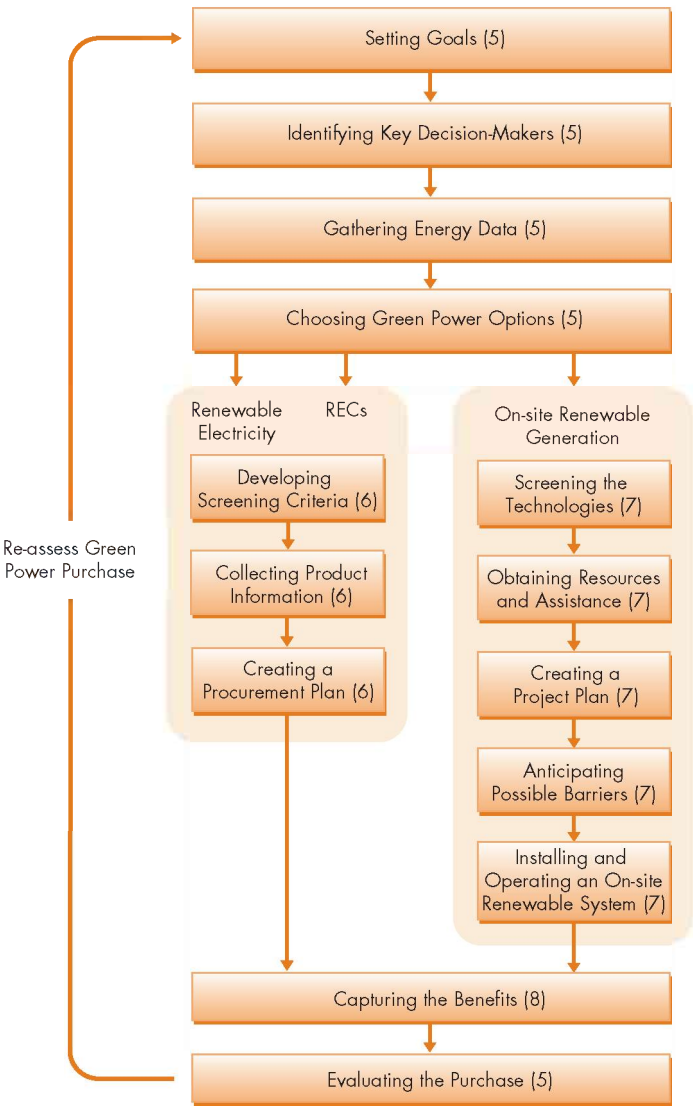 Setting Goals (5)
Identifying Key Decision-Makers (5)
Gathering Energy Data (5)
Choosing Green Power Options (5)
Renewable
Electricity
RECs
Developing
Screening Criteria (6)
Collecting Product
Information (6)
Creating a
Procurement Plan (6)
On-site Renewable
Generation
Screening the
Technologies (7)
Obtaining Resources
and Assistance (7)
Creating a
Project Plan (7)
Anticipating
Possible Barriers (7)
Installing and
Operating an On-site
Renewable System (7)
Capturing the Benefits (8)
Evaluating the Purchase (5)
Re-assess Green
Power Purchase